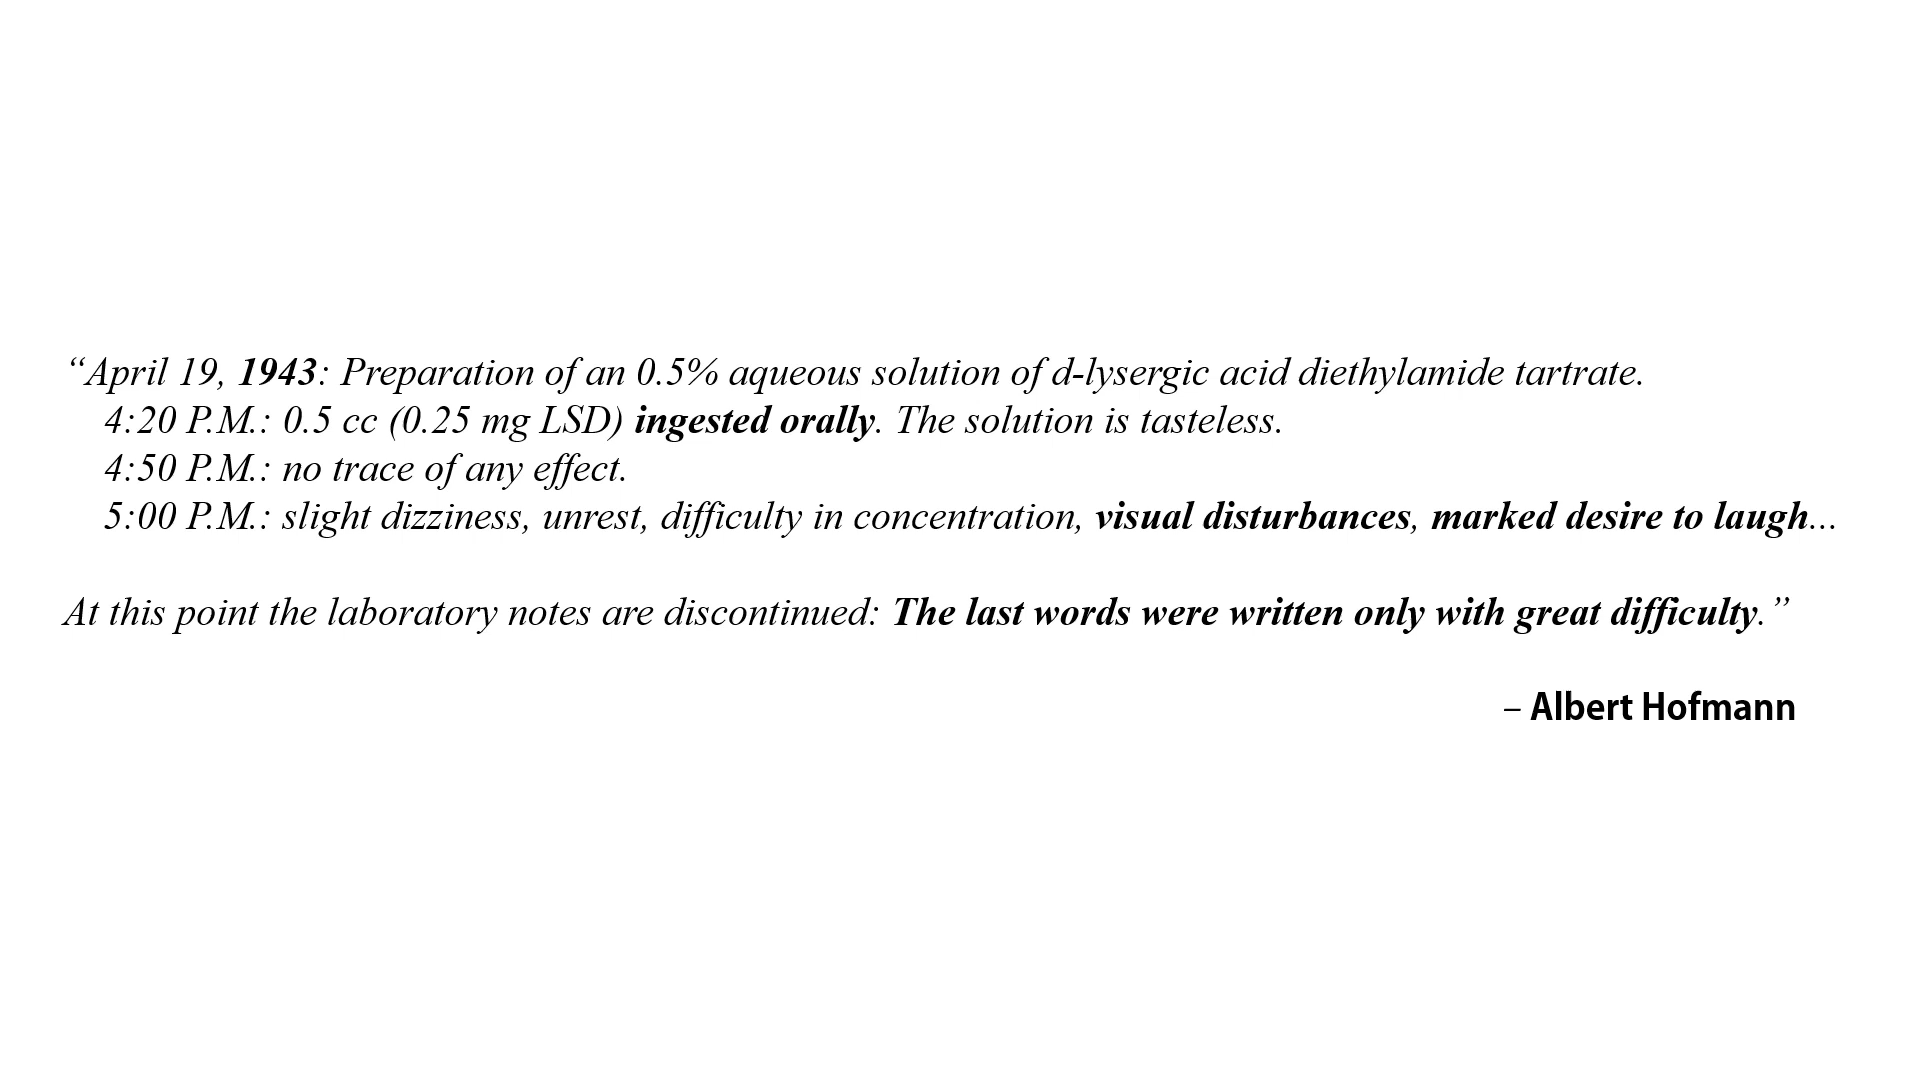 “April 19, 1943: Preparation of an 0.5% aqueous solution of d-lysergic acid diethylamide tartrate.
4:20 P.M.: 0.5 cc (0.25 mg LSD) ingested orally. The solution is tasteless.
4:50 P.M.: no trace of any effect.
5:00 P.M.: slight dizziness, unrest, difficulty in concentration, visual disturbances, marked desire to laugh...
At this point the laboratory notes are discontinued: The last words were written only with great difficulty.”
– Albert Hofmann